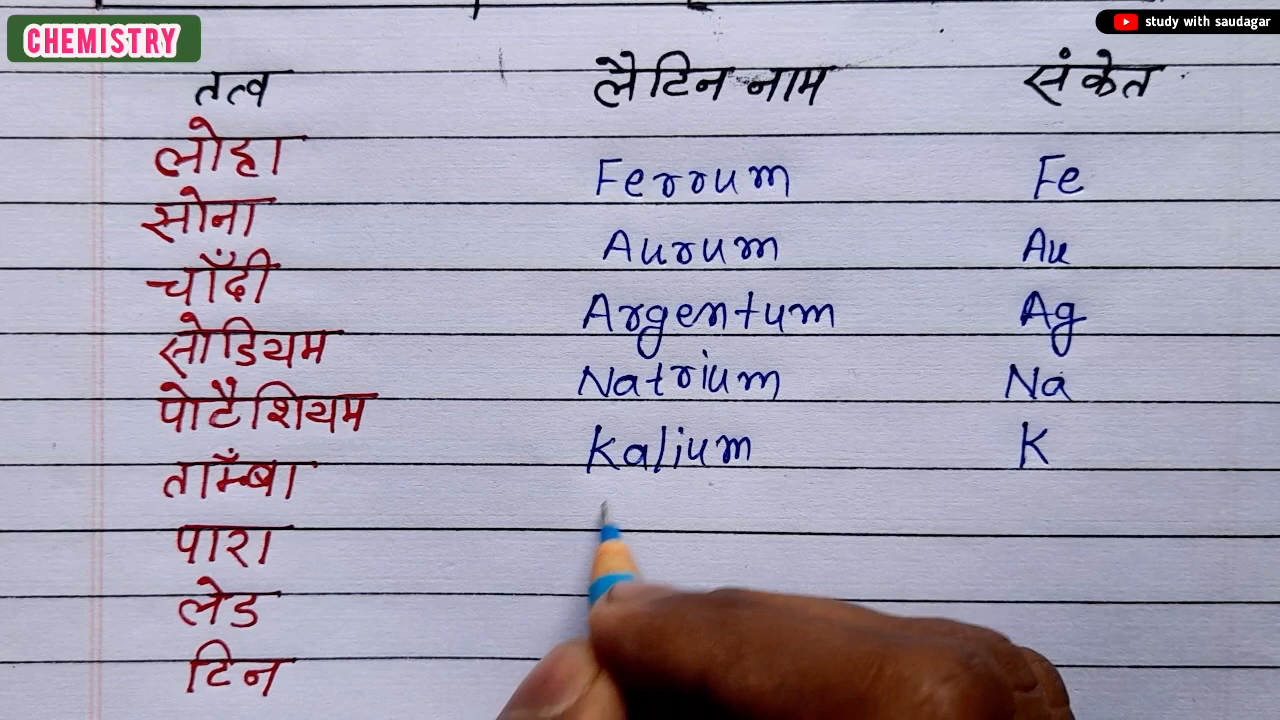 CHEMISTRY
study with saudagar
तत्व लैटिन नाम संकेत
लोहा Ferrum Fe
सोना Aurum Au
चाँदी Argentum Ag
सोडियम Natrium Na
पोटैशियम Kalium K
ताँम्बा
पारा
लेड
टिन